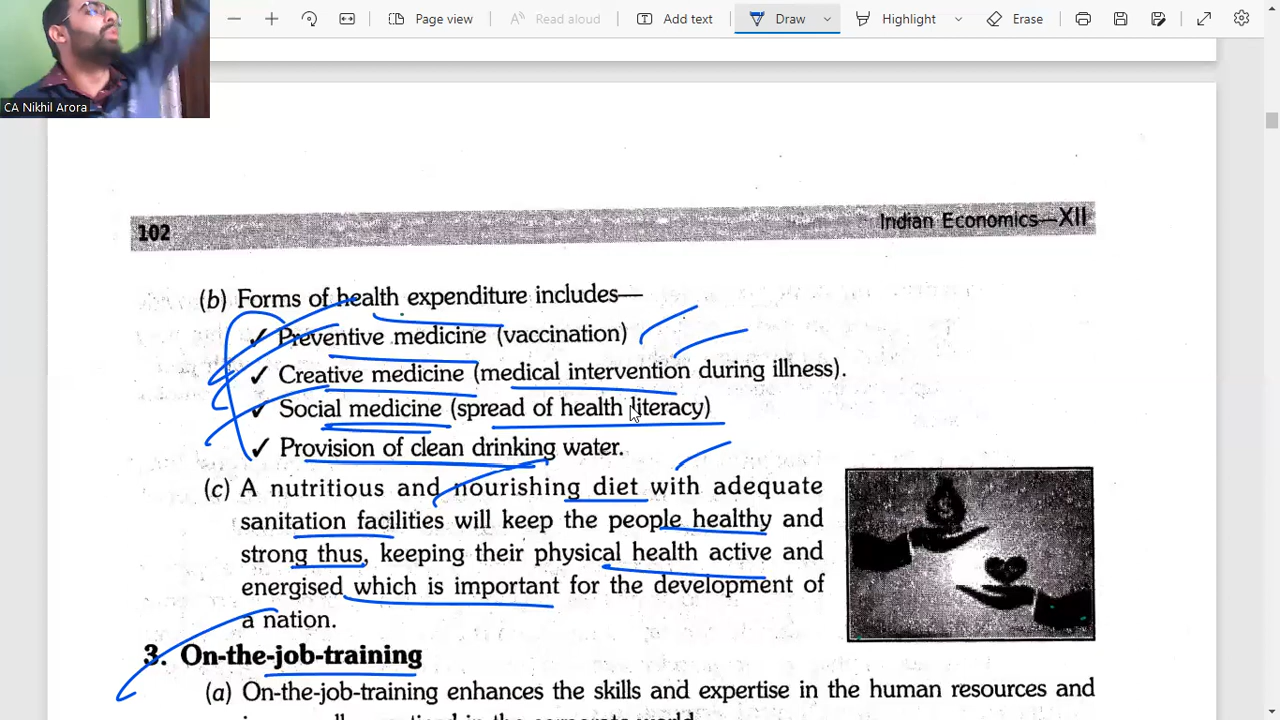 Page view
Read aloud
Add text
Draw
Highlight
Erase
CA Nikhil Arora
102
Indian Economics—XII
(b) Forms of health expenditure includes—
✓ Preventive medicine (vaccination)
✓ Creative medicine (medical intervention during illness).
✓ Social medicine (spread of health literacy)
✓ Provision of clean drinking water.
(c) A nutritious and nourishing diet with adequate
sanitation facilities will keep the people healthy and
strong thus, keeping their physical health active and
energised which is important for the development of
a nation.
3. On-the-job-training
(a) On-the-job-training enhances the skills and expertise in the human resources and